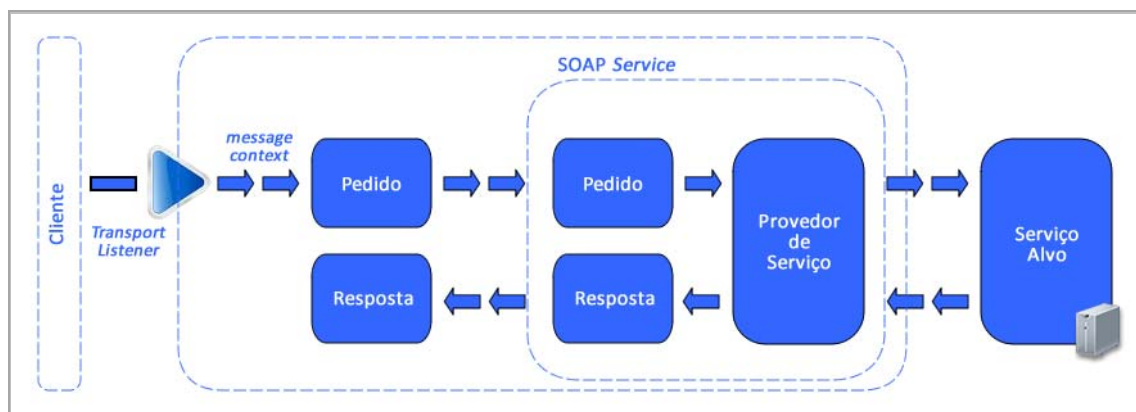 SOAP Service
message
context
Pedido
Pedido
Cliente
Transport
Listener
Provedor
de
Serviço
Serviço
Alvo
Resposta
Resposta